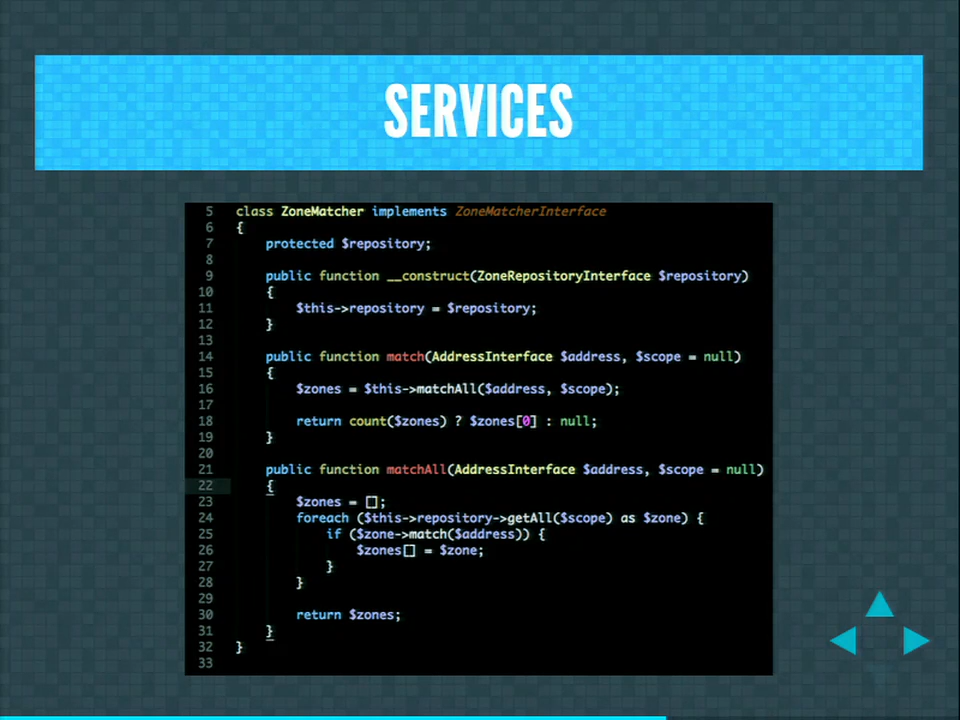 SERVICES
5 class ZoneMatcher implements ZoneMatcherInterface
6 {
7 protected $repository;
8
9 public function __construct(ZoneRepositoryInterface $repository)
10 {
11 $this->repository = $repository;
12 }
13
14 public function match(AddressInterface $address, $scope = null)
15 {
16 $zones = $this->matchAll($address, $scope);
17
18 return count($zones) ? $zones[0] : null;
19 }
20
21 public function matchAll(AddressInterface $address, $scope = null)
22 {
23 $zones = [];
24 foreach ($this->repository->getAll($scope) as $zone) {
25 if ($zone->match($address)) {
26 $zones[] = $zone;
27 }
28 }
29
30 return $zones;
31 }
32 }
33